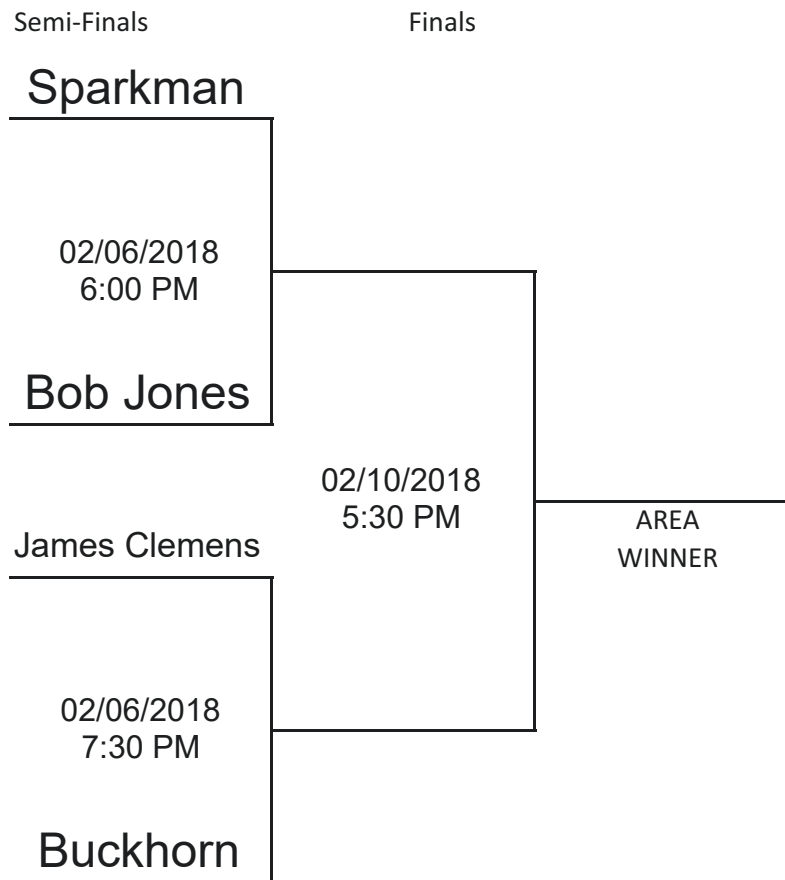 Semi-Finals
Finals
Sparkman
02/06/2018
6:00 PM
Bob Jones
02/10/2018
5:30 PM
AREA
WINNER
James Clemens
02/06/2018
7:30 PM
Buckhorn